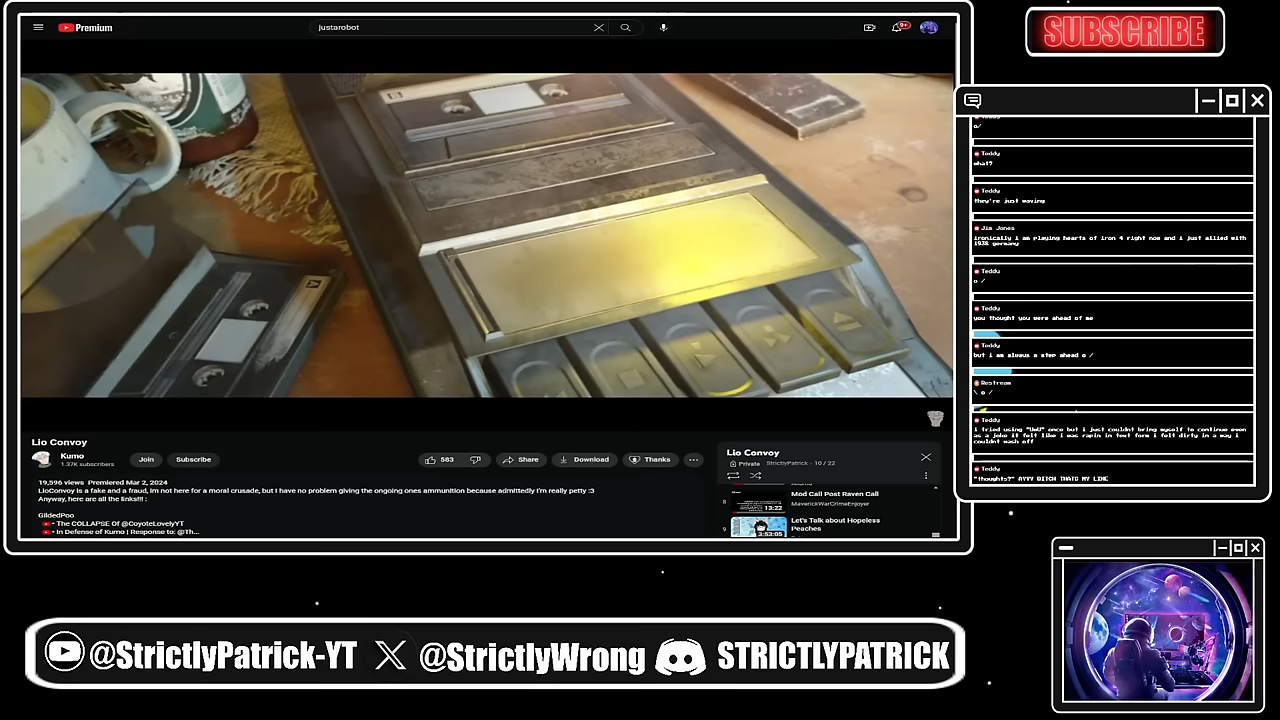 Premium
justarobot
9+
SUBSCRIBE
o/
Teddy
what?
Teddy
they're just moving
Jim Jones
ironically i am playing hearts of iron 4 right now and i just allied with
1936 germany
Teddy
o /
Teddy
you thought you were ahead of me
Teddy
but i am always a step ahead o /
Restream
\ o /
Teddy
i tried using "UwU" once but i just couldnt bring myself to continue even
as a joke it felt like i was rapin in text form i felt dirty in a way i
couldnt wash off
Teddy
"thoughts?" AYYY BITCH THATS MY LINE
Lio Convoy
Kumo
1.37K subscribers
Join
Subscribe
583
Share
Download
Thanks
19,596 views Premiered Mar 2, 2024
LioConvoy is a fake and a fraud, im not here for a moral crusade, but I have no problem giving the ongoing ones ammunition because admittedly I'm really petty :3
Anyway, here are all the links!!! :
GildedPoo
• The COLLAPSE Of @CoyoteLovelyYT
• In Defense of Kumo | Response to: @Th...
Lio Convoy
Private StrictlyPatrick - 10 / 22
8
13:22
Mod Call Post Raven Call
MaverickWarCrimeEnjoyer
9
3:53:05
Let's Talk about Hopeless
Peaches
@StrictlyPatrick-YT
@StrictlyWrong
STRICTLYPATRICK